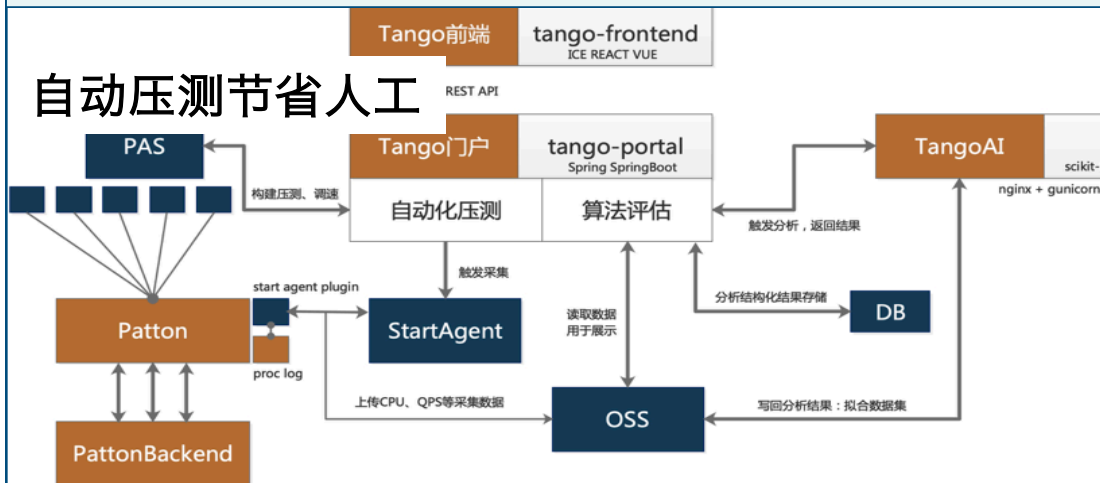 Tango前端
tango-frontend
ICE REACT VUE
自动压测节省人工
REST API
PAS
Tango门户
tango-portal
Spring SpringBoot
TangoAI
scikit-
nginx + gunicorn
构建压测、调速
自动化压测
算法评估
触发分析，返回结果
触发采集
start agent plugin
分析结构化结果存储
读取数据
用于展示
DB
Patton
StartAgent
proc log
上传CPU、QPS等采集数据
OSS
写回分析结果：拟合数据集
PattonBackend